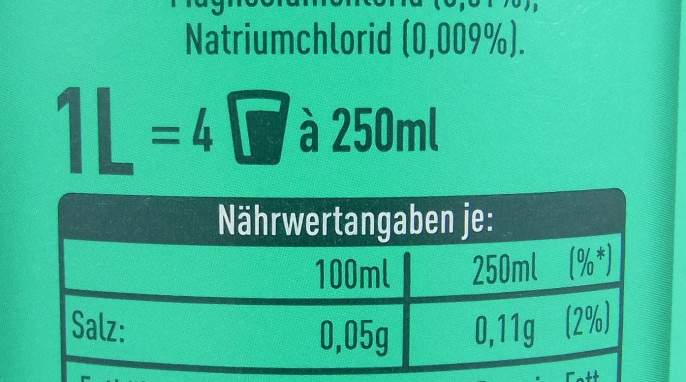 Natriumchlorid (0,009%).
1L = 4 à 250ml
Nährwertangaben je:
100ml 250ml (%*)
Salz: 0,05g 0,11g (2%)